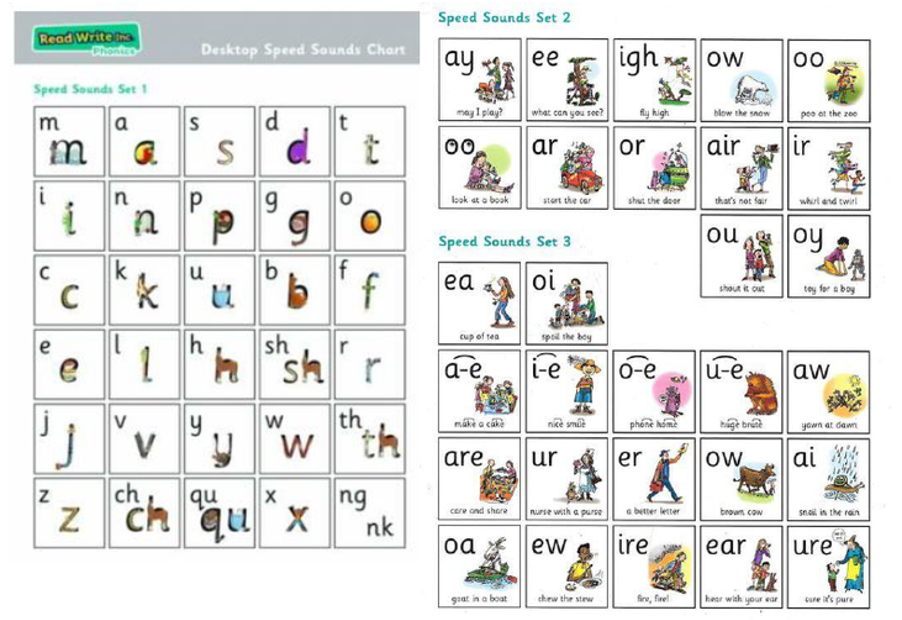 Read Write Inc.
Phonics
Desktop Speed Sounds Chart
Speed Sounds Set 1
m a s d t
m a s d t
i n p g o
i n p g o
c k u b f
c k u b f
e l h sh r
e l h sh r
j v y w th
j v y w th
z ch qu x ng
z ch qu x nk
Speed Sounds Set 2
ay ee igh ow oo
may I play? what can you see? fly high blow the snow poo at the zoo
oo ar or air ir
look at a book start the car shut the door that's not fair whirl and twirl
ou oy
shout it out toy for a boy
Speed Sounds Set 3
ea oi
cup of tea spoil the boy
a-e i-e o-e u-e aw
make a cake nice smile phone home huge brute yawn at dawn
are ur er ow ai
care and share nurse with a purse a better letter brown cow snail in the rain
oa ew ire ear ure
goat in a boat chew the stew fire, fire! hear with your ear sure it's pure